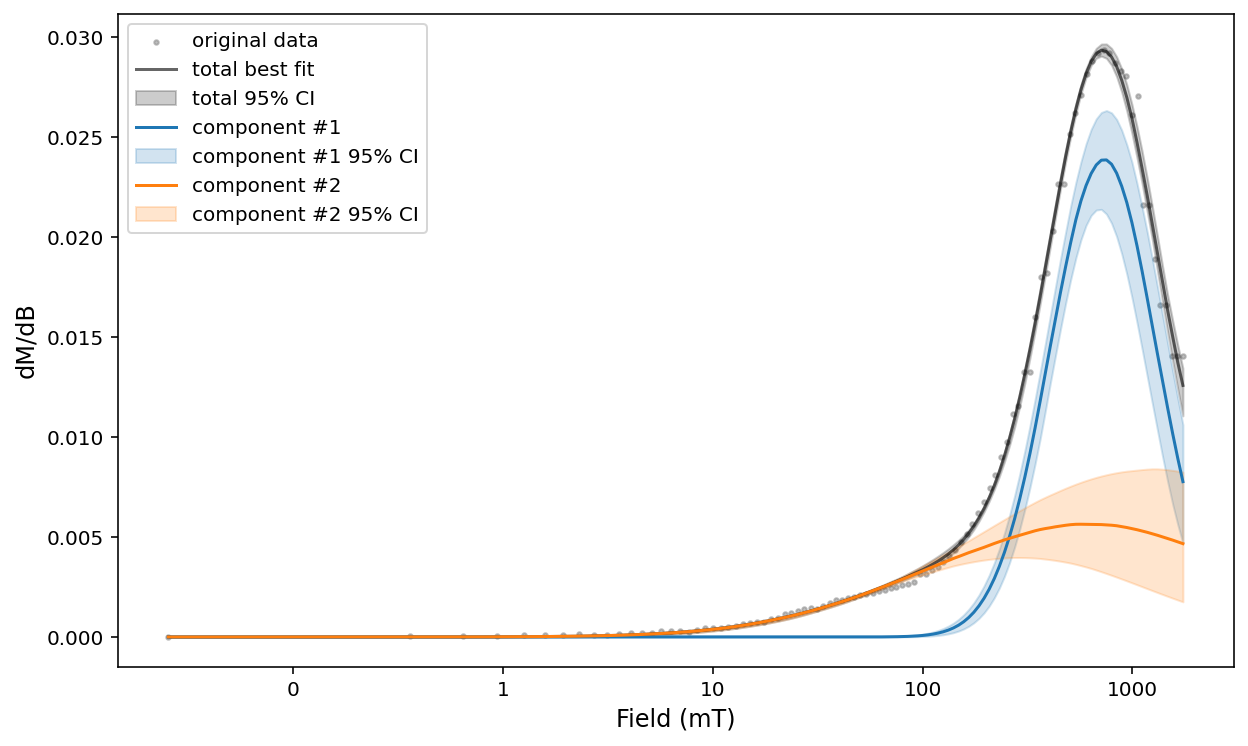 original data
total best fit
total 95% CI
component #1
component #1 95% CI
component #2
component #2 95% CI
0.030
0.025
0.020
0.015
0.010
0.005
0.000
dM/dB
0 1 10 100 1000
Field (mT)